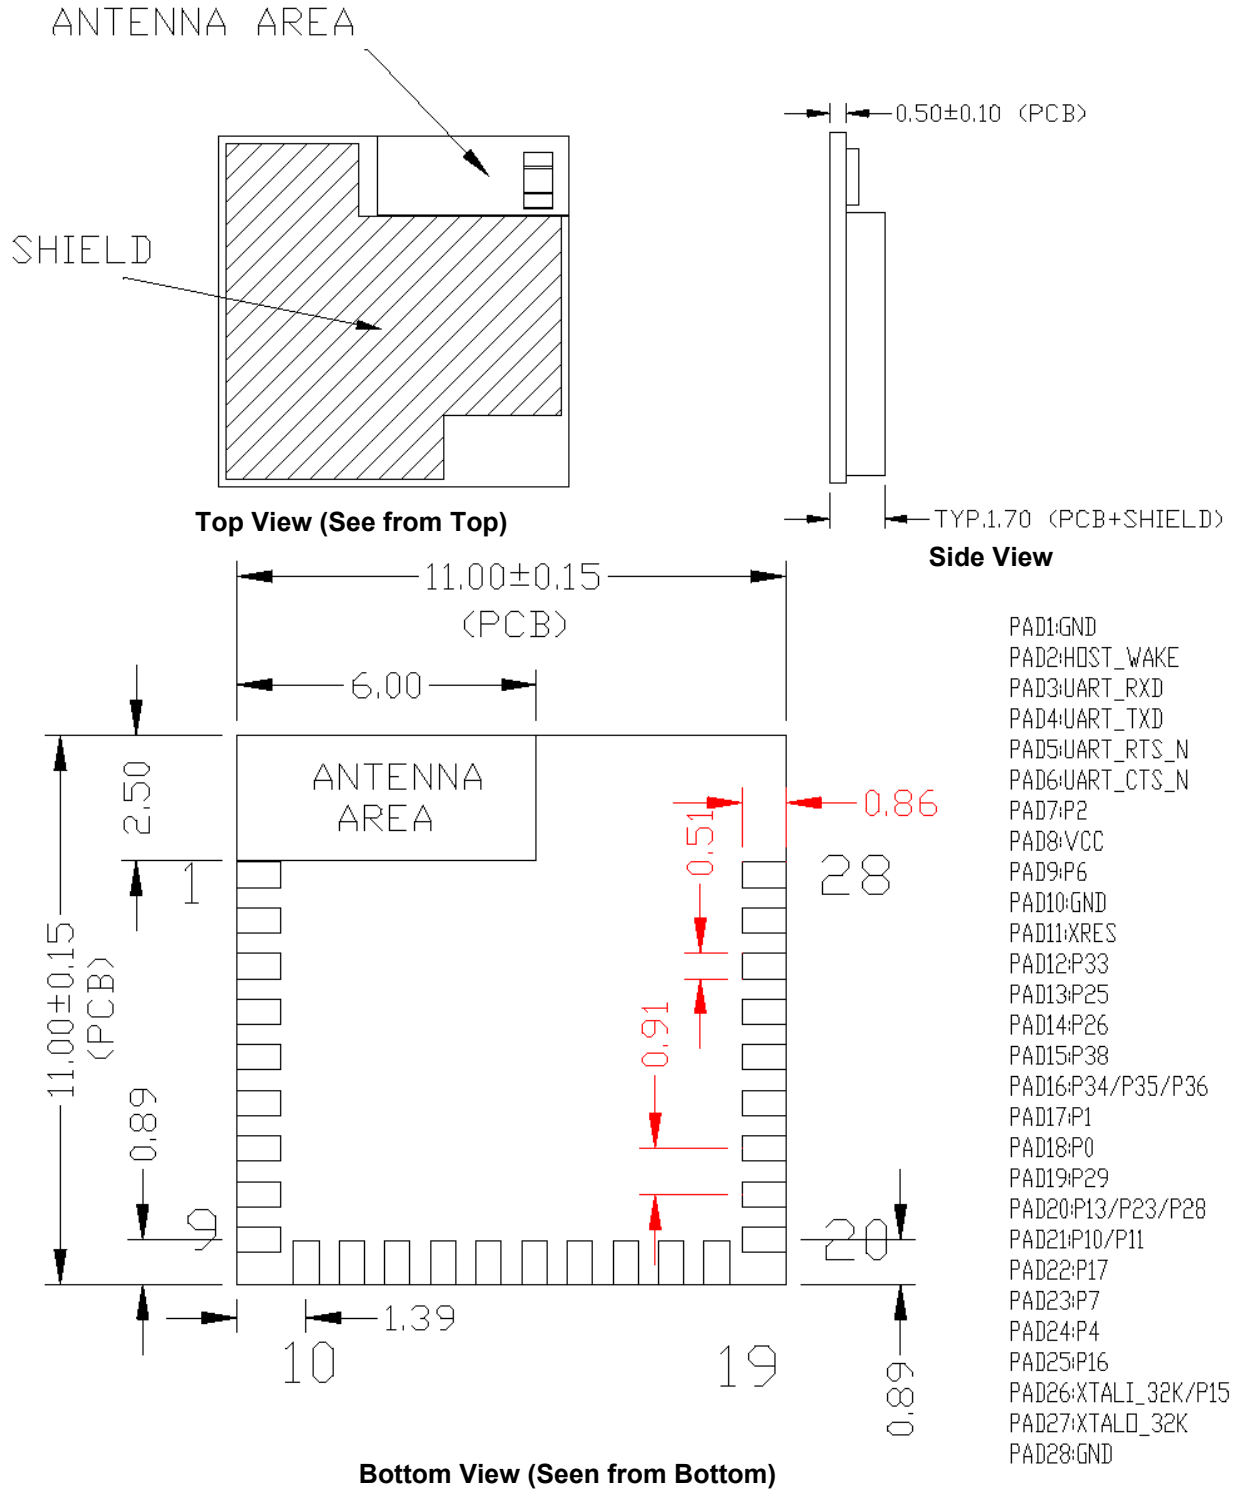 ANTENNA AREA
0.50±0.10 (PCB)
SHIELD
Top View (See from Top)
TYP.1.70 (PCB+SHIELD)
Side View
11.00±0.15
(PCB)
6.00
2.50
ANTENNA
AREA
0.86
0.51
1
28
11.00±0.15
(PCB)
0.91
0.89
9
20
1.39
10
19
0.89
PAD1:GND
PAD2:HOST_WAKE
PAD3:UART_RXD
PAD4:UART_TXD
PAD5:UART_RTS_N
PAD6:UART_CTS_N
PAD7:P2
PAD8:VCC
PAD9:P6
PAD10:GND
PAD11:XRES
PAD12:P33
PAD13:P25
PAD14:P26
PAD15:P38
PAD16:P34/P35/P36
PAD17:P1
PAD18:P0
PAD19:P29
PAD20:P13/P23/P28
PAD21:P10/P11
PAD22:P17
PAD23:P7
PAD24:P4
PAD25:P16
PAD26:XTALI_32K/P15
PAD27:XTALO_32K
PAD28:GND
Bottom View (Seen from Bottom)